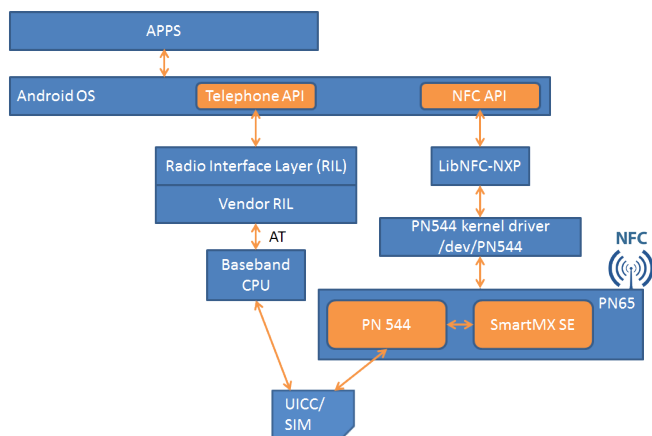 APPS
Android OS
Telephone API
NFC API
Radio Interface Layer (RIL)
LibNFC-NXP
Vendor RIL
PN544 kernel driver
/dev/PN544
AT
NFC
Baseband
CPU
PN65
PN 544
SmartMX SE
UICC/
SIM